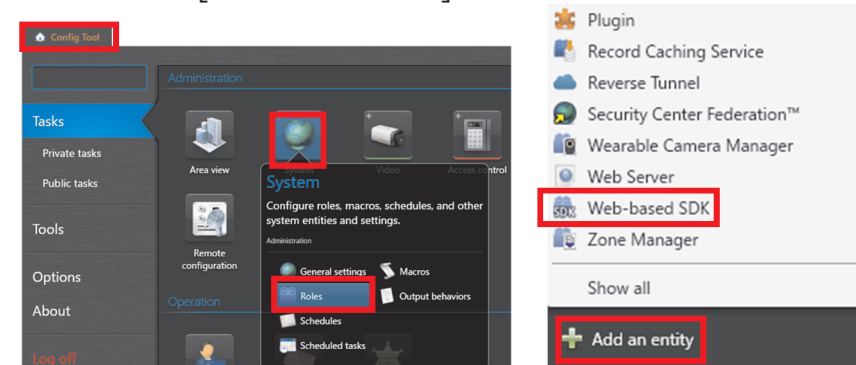 Config Tool
Administration
Tasks
Private tasks
Public tasks
Tools
Options
About
Log off
Area view
System
Video
Access control
Remote
configuration
Operation
System
Configure roles, macros, schedules, and other
system entities and settings.
Administration
General settings
Macros
Roles
Output behaviors
Schedules
Scheduled tasks
Plugin
Record Caching Service
Reverse Tunnel
Security Center Federation™
Wearable Camera Manager
Web Server
SDK
Web-based SDK
Zone Manager
Show all
Add an entity